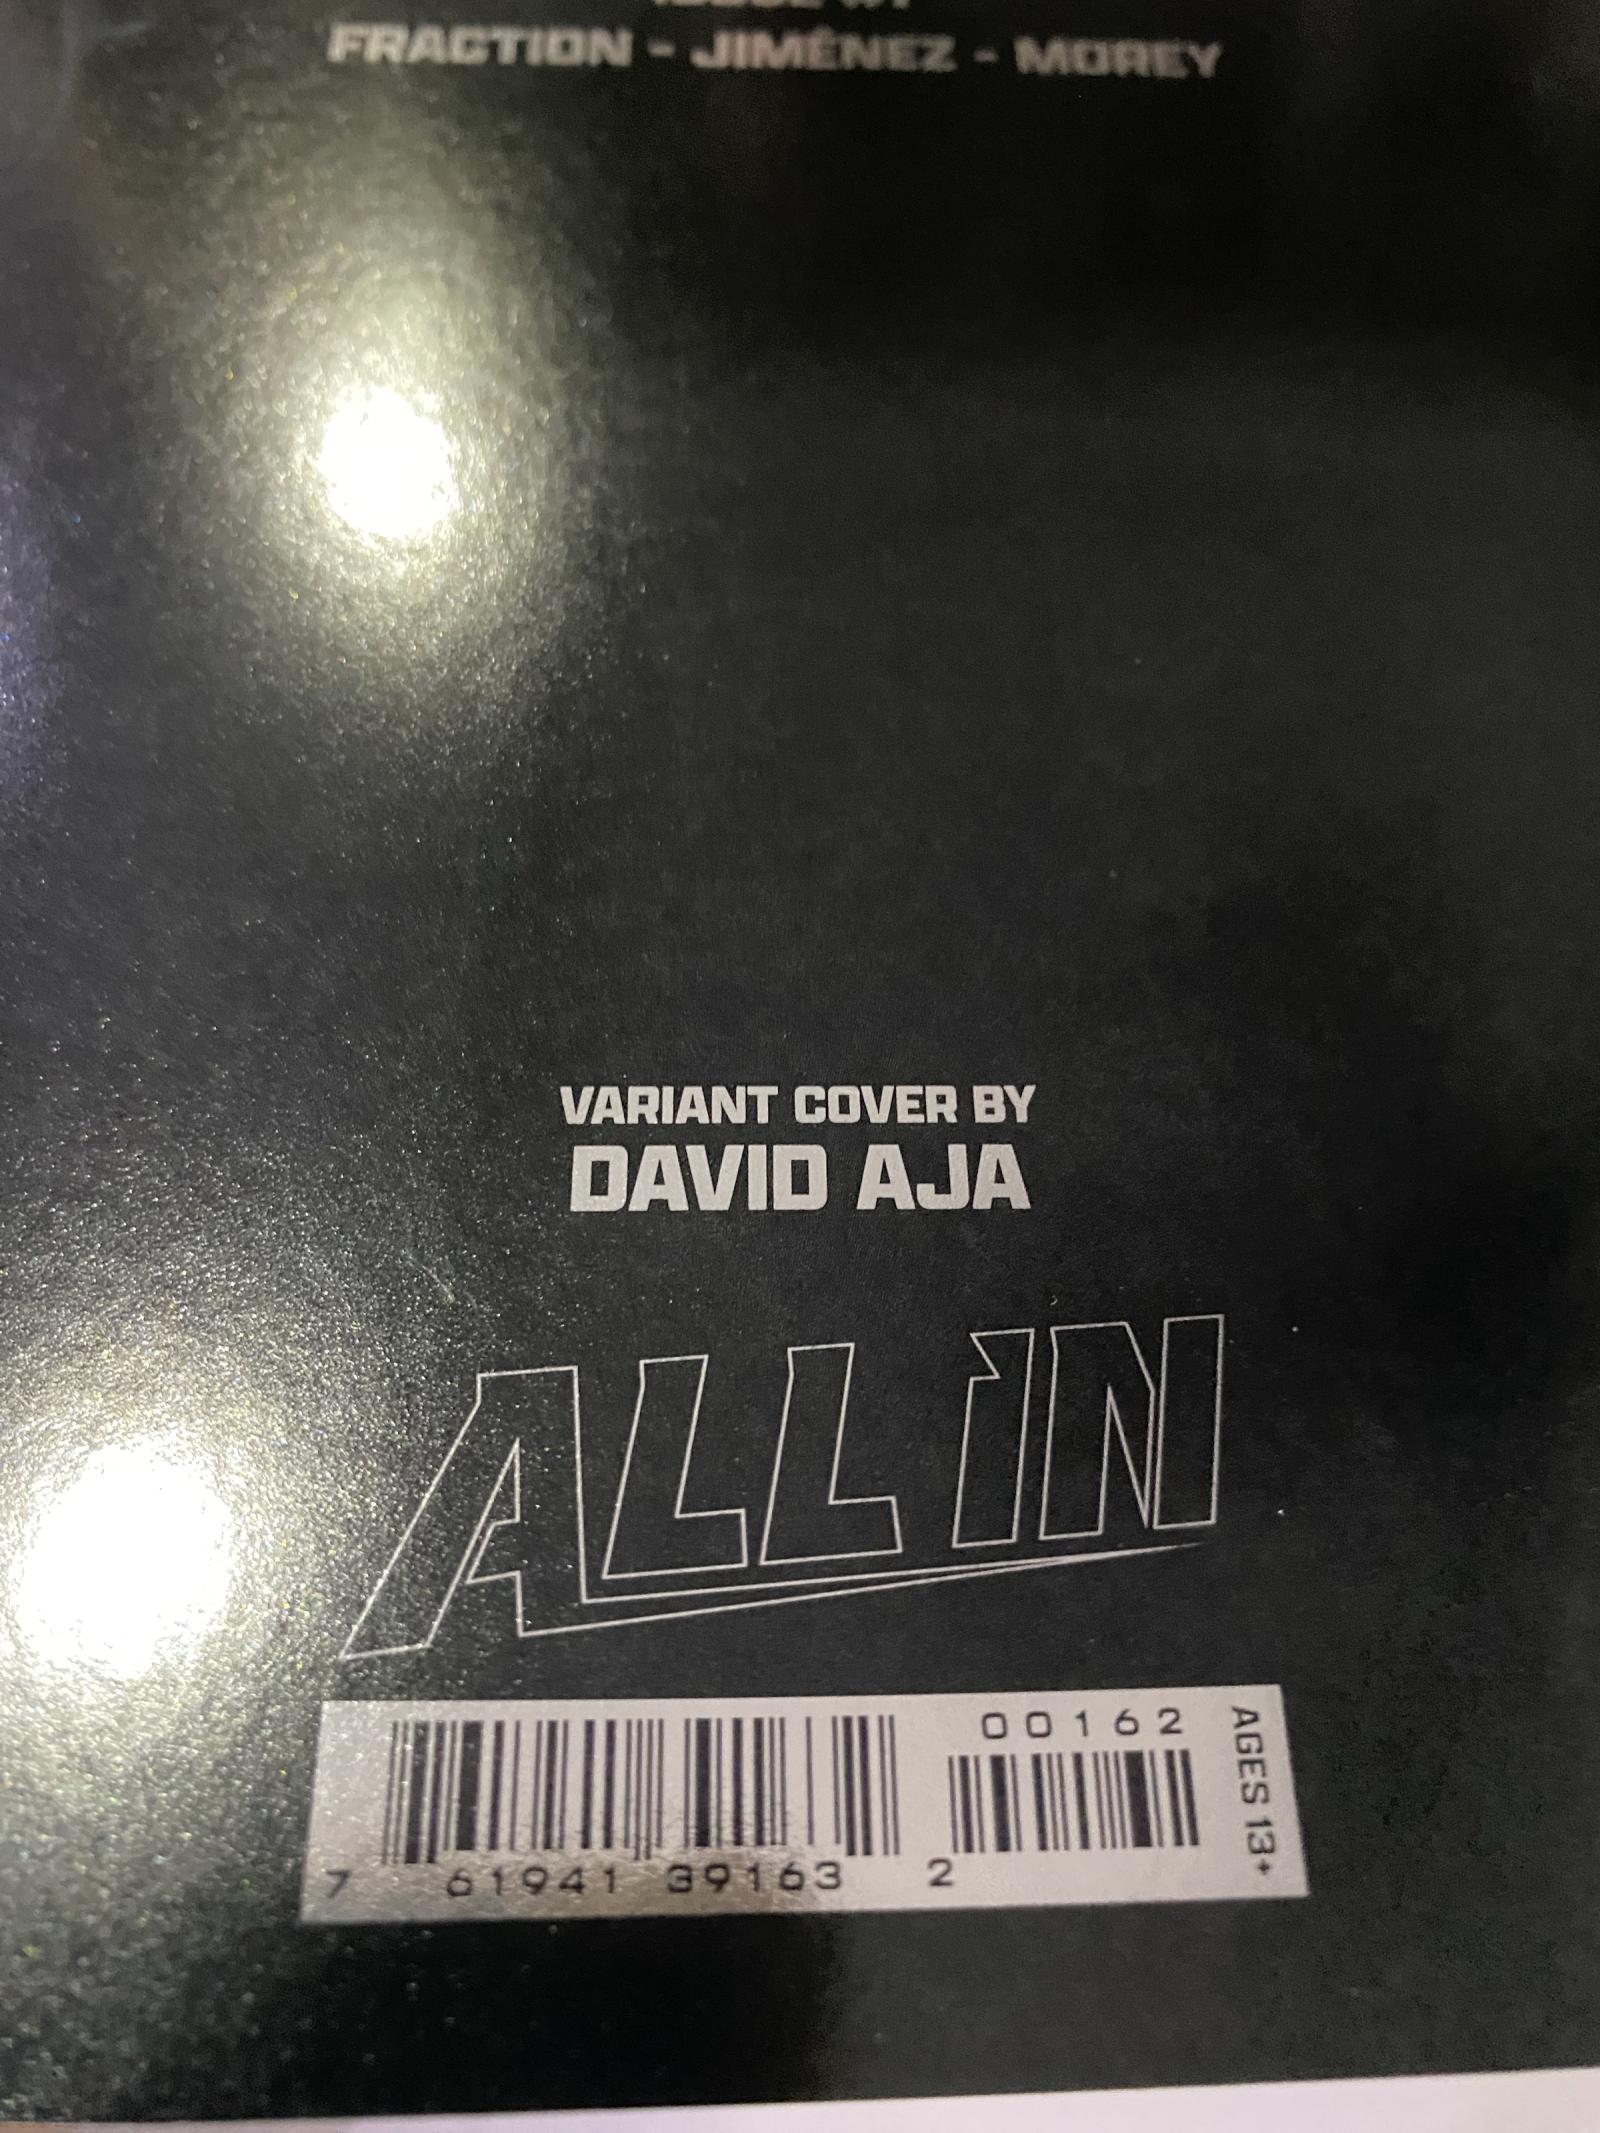 FRACTION - JIMÉNEZ - MOREY
VARIANT COVER BY
DAVID AJA
ALL IN
00162
AGES 13+
7 61941 39163 2